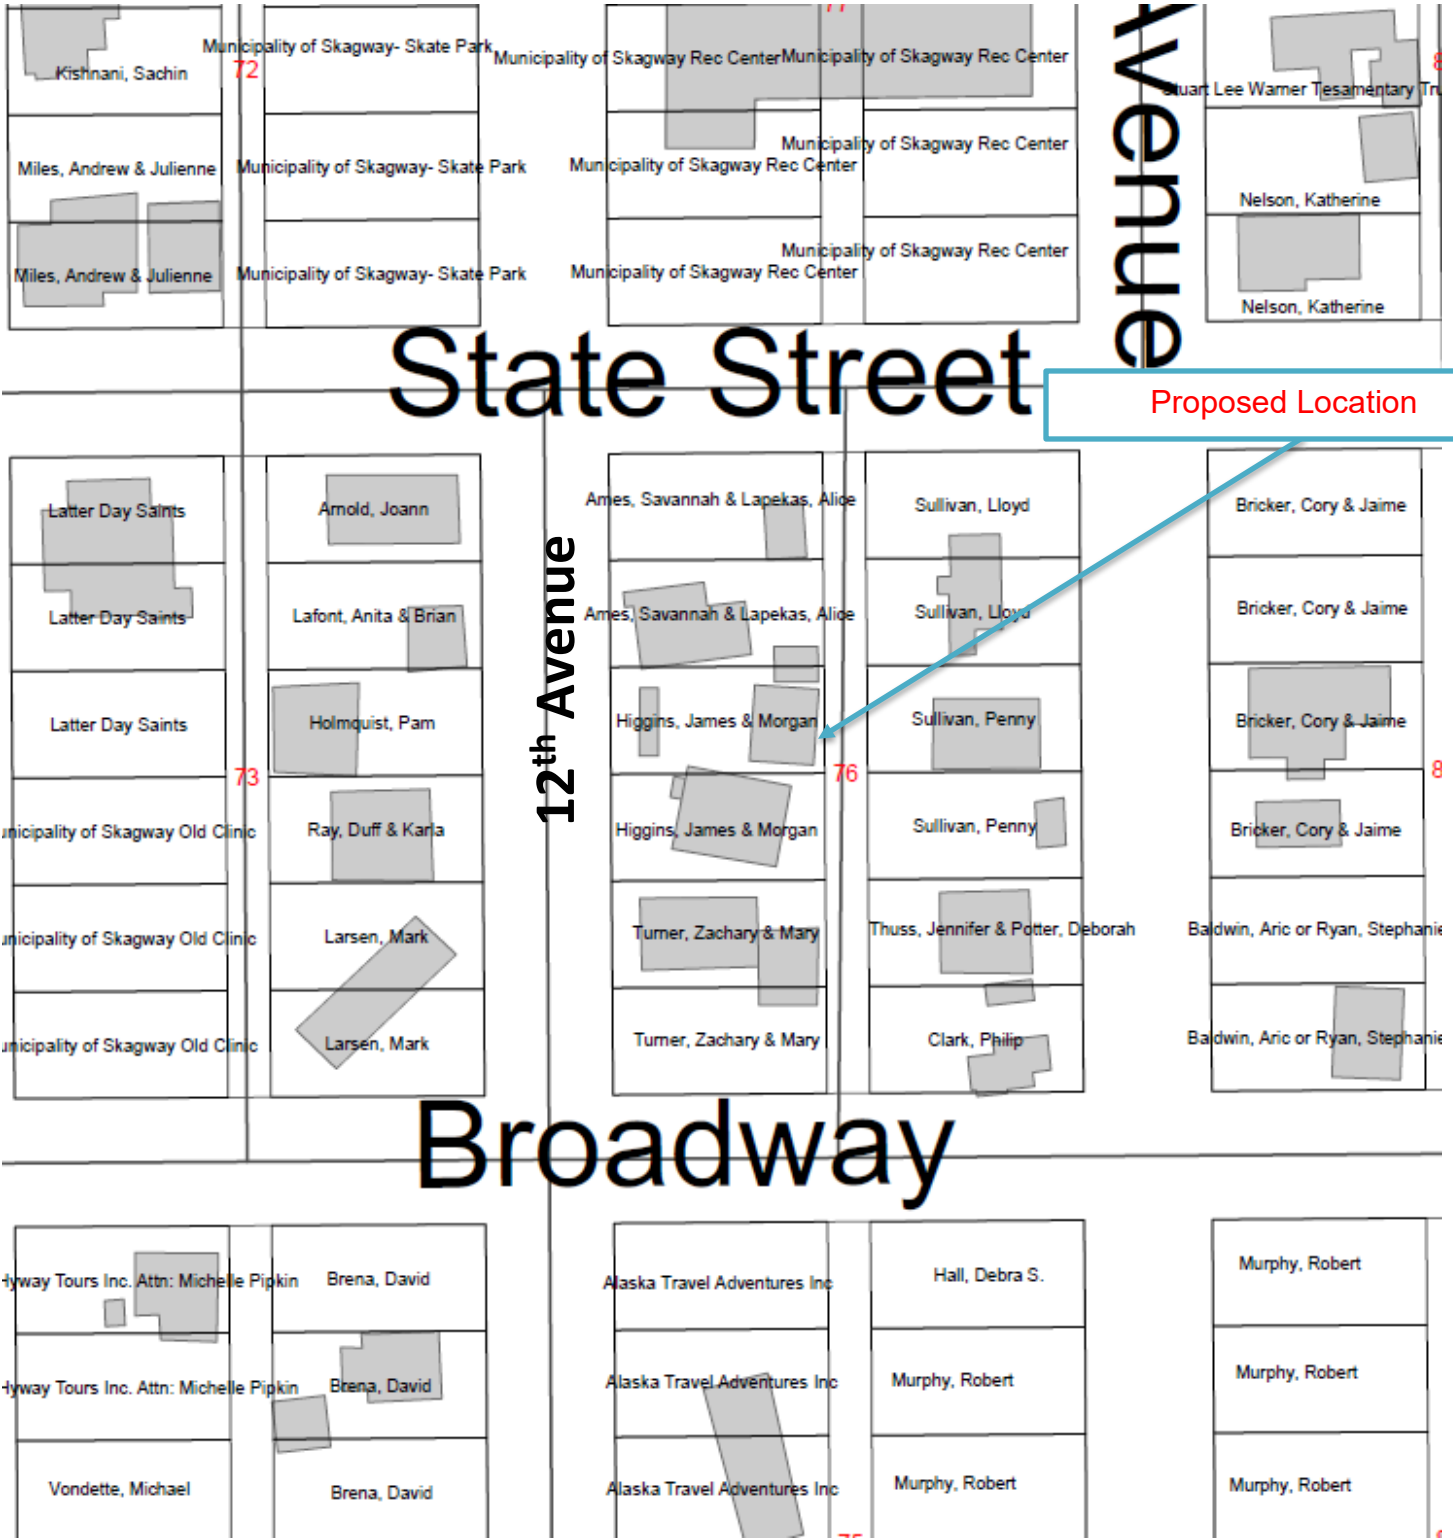 77
Municipality of Skagway- Skate Park
Municipality of Skagway Rec Center
Municipality of Skagway Rec Center
Kishnani, Sachin
72
Stuart Lee Warner Tesamentary
Avenue
Miles, Andrew & Julienne
Municipality of Skagway- Skate Park
Municipality of Skagway Rec Center
Municipality of Skagway Rec Center
Nelson, Katherine
Miles, Andrew & Julienne
Municipality of Skagway- Skate Park
Municipality of Skagway Rec Center
Municipality of Skagway Rec Center
Nelson, Katherine
State Street
Proposed Location
Latter Day Saints
Arnold, Joann
Ames, Savannah & Lapekas, Alice
Sullivan, Lloyd
Bricker, Cory & Jaime
Latter Day Saints
Lafont, Anita & Brian
12th Avenue
Ames, Savannah & Lapekas, Alice
Sullivan, Lloyd
Bricker, Cory & Jaime
Latter Day Saints
Holmquist, Pam
Higgins, James & Morgan
Sullivan, Penny
Bricker, Cory & Jaime
73
76
Municipality of Skagway Old Clinic
Ray, Duff & Karla
Higgins, James & Morgan
Sullivan, Penny
Bricker, Cory & Jaime
Municipality of Skagway Old Clinic
Larsen, Mark
Turner, Zachary & Mary
Thuss, Jennifer & Potter, Deborah
Baldwin, Aric or Ryan, Stephanie
Municipality of Skagway Old Clinic
Larsen, Mark
Turner, Zachary & Mary
Clark, Philip
Baldwin, Aric or Ryan, Stephanie
Broadway
Tours Inc. Attn: Michelle Pipkin
Brena, David
Alaska Travel Adventures Inc
Hall, Debra S.
Murphy, Robert
Tours Inc. Attn: Michelle Pipkin
Brena, David
Alaska Travel Adventures Inc
Murphy, Robert
Murphy, Robert
Vondette, Michael
Brena, David
Alaska Travel Adventures Inc
Murphy, Robert
Murphy, Robert
75